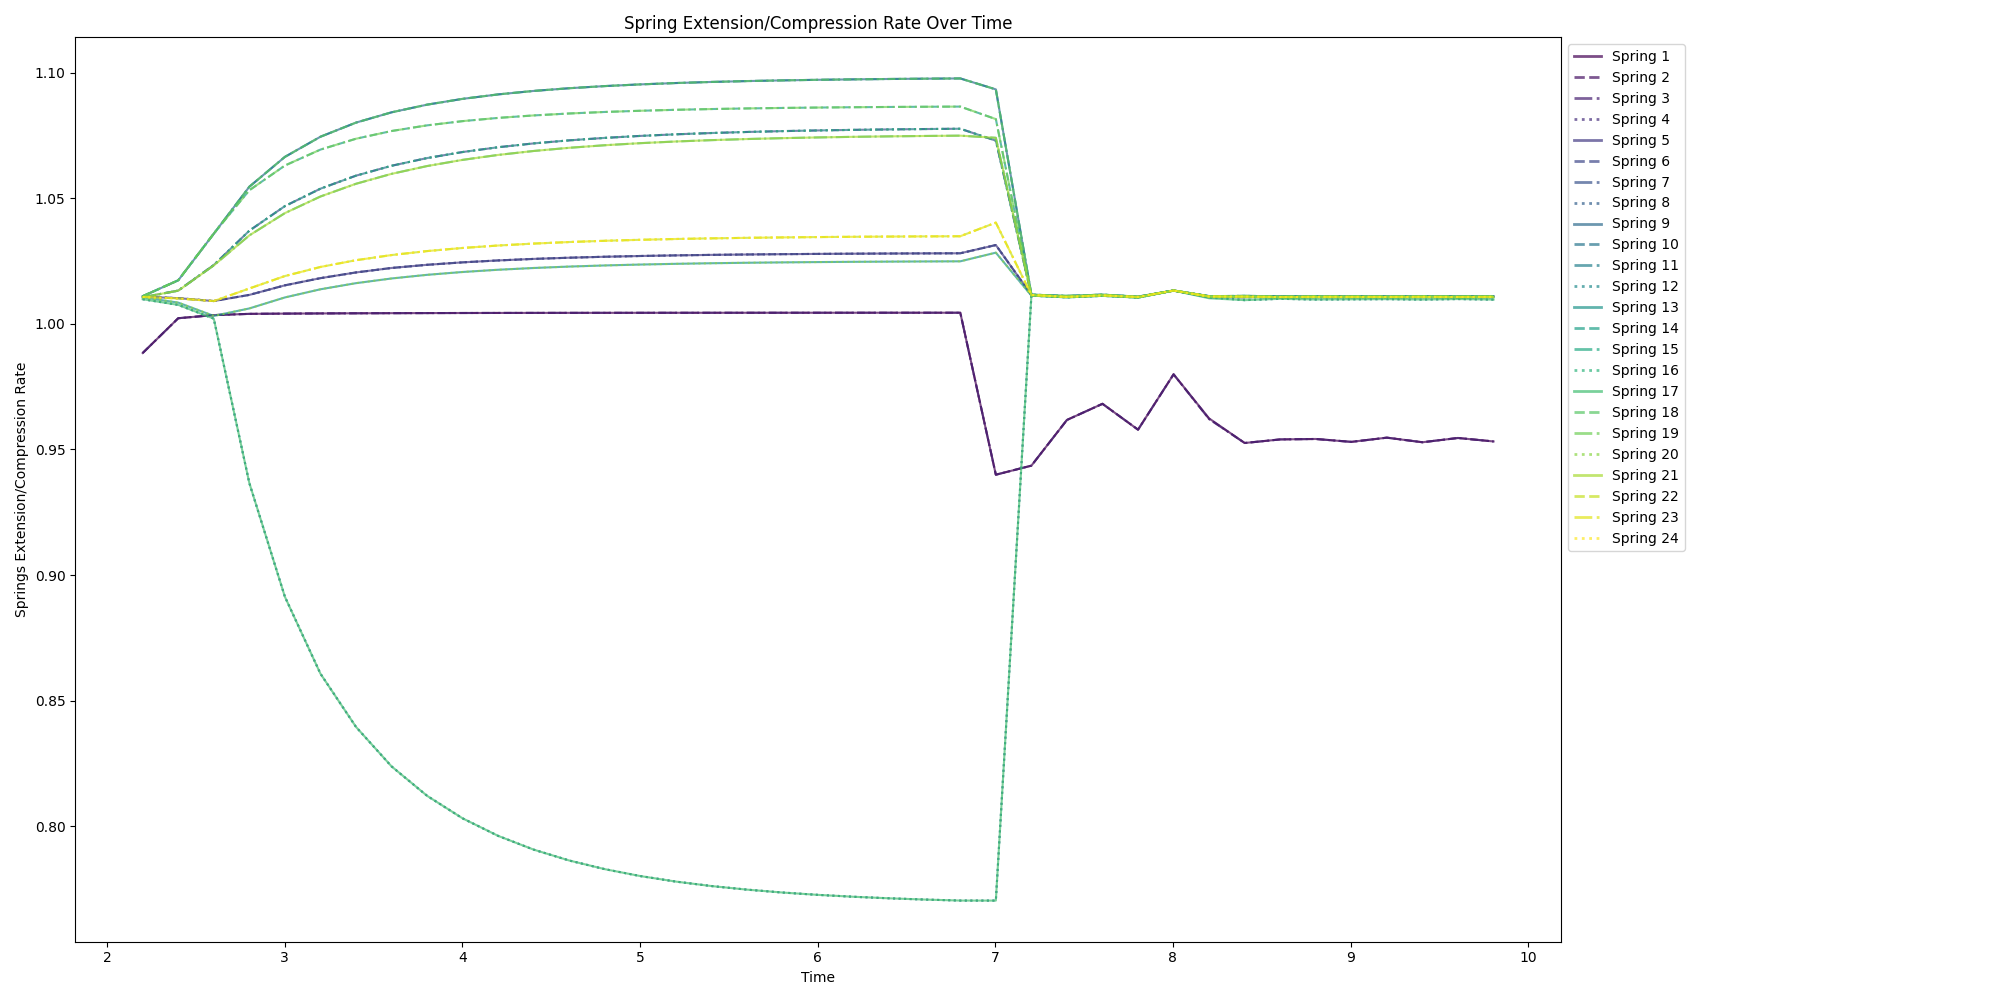 Spring Extension/Compression Rate Over Time
Springs Extension/Compression Rate
1.10
1.05
1.00
0.95
0.90
0.85
0.80
2 3 4 5 6 7 8 9 10
Time
Spring 1
Spring 2
Spring 3
Spring 4
Spring 5
Spring 6
Spring 7
Spring 8
Spring 9
Spring 10
Spring 11
Spring 12
Spring 13
Spring 14
Spring 15
Spring 16
Spring 17
Spring 18
Spring 19
Spring 20
Spring 21
Spring 22
Spring 23
Spring 24